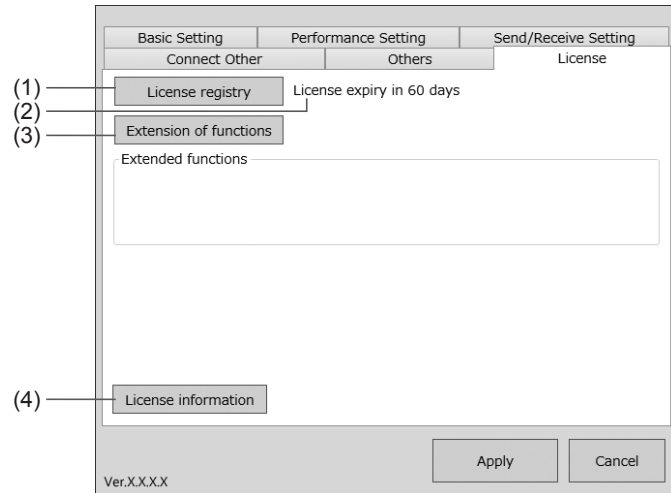 Basic Setting Performance Setting Send/Receive Setting
Connect Other Others License
(1) License registry License expiry in 60 days
(2)
(3) Extension of functions
Extended functions
(4) License information
Apply Cancel
Ver.X.X.X.X